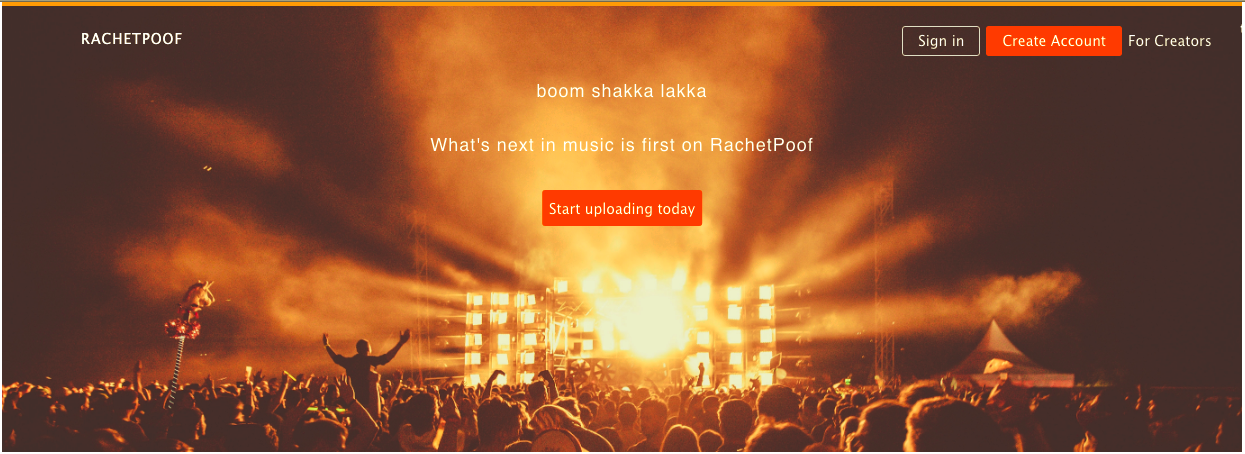 RACHETPOOF
Sign in
Create Account
For Creators
boom shakka lakka
What's next in music is first on RachetPoof
Start uploading today